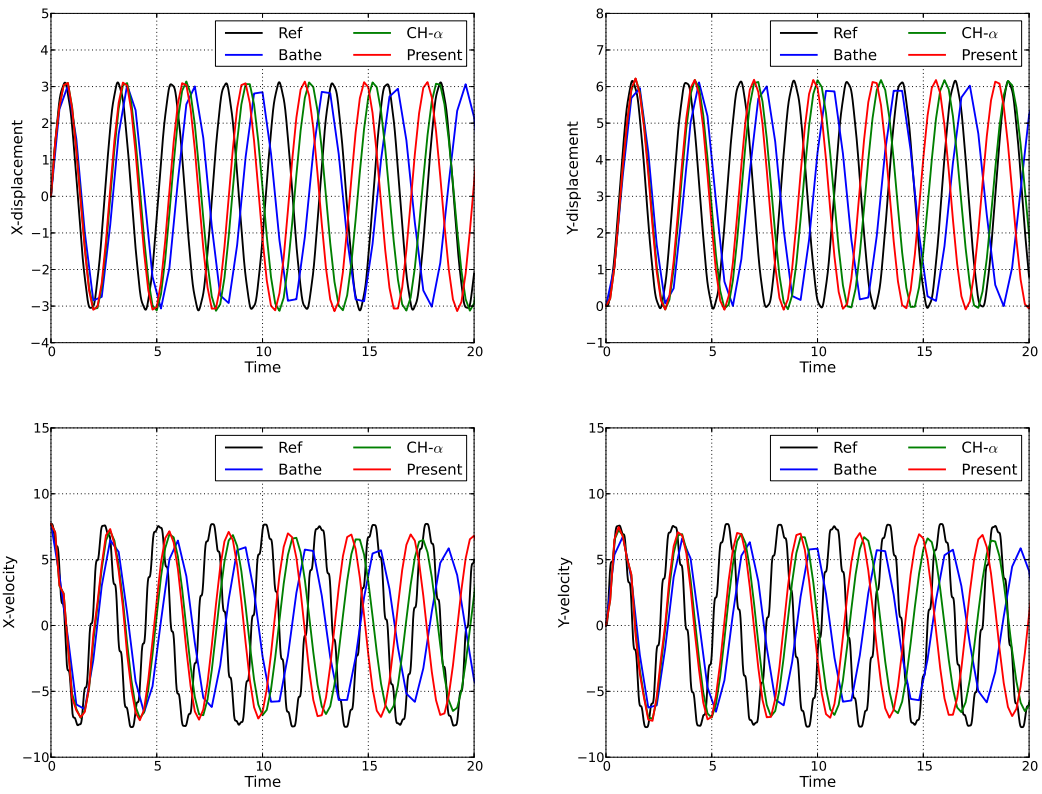 5
4
3
2
1
0
−1
−2
−3
−4
X-displacement
0 5 10 15 20
Time
Ref CH-α
Bathe Present
8
7
6
5
4
3
2
1
0
−1
Y-displacement
0 5 10 15 20
Time
Ref CH-α
Bathe Present
15
10
5
0
−5
−10
X-velocity
0 5 10 15 20
Time
Ref CH-α
Bathe Present
15
10
5
0
−5
−10
Y-velocity
0 5 10 15 20
Time
Ref CH-α
Bathe Present